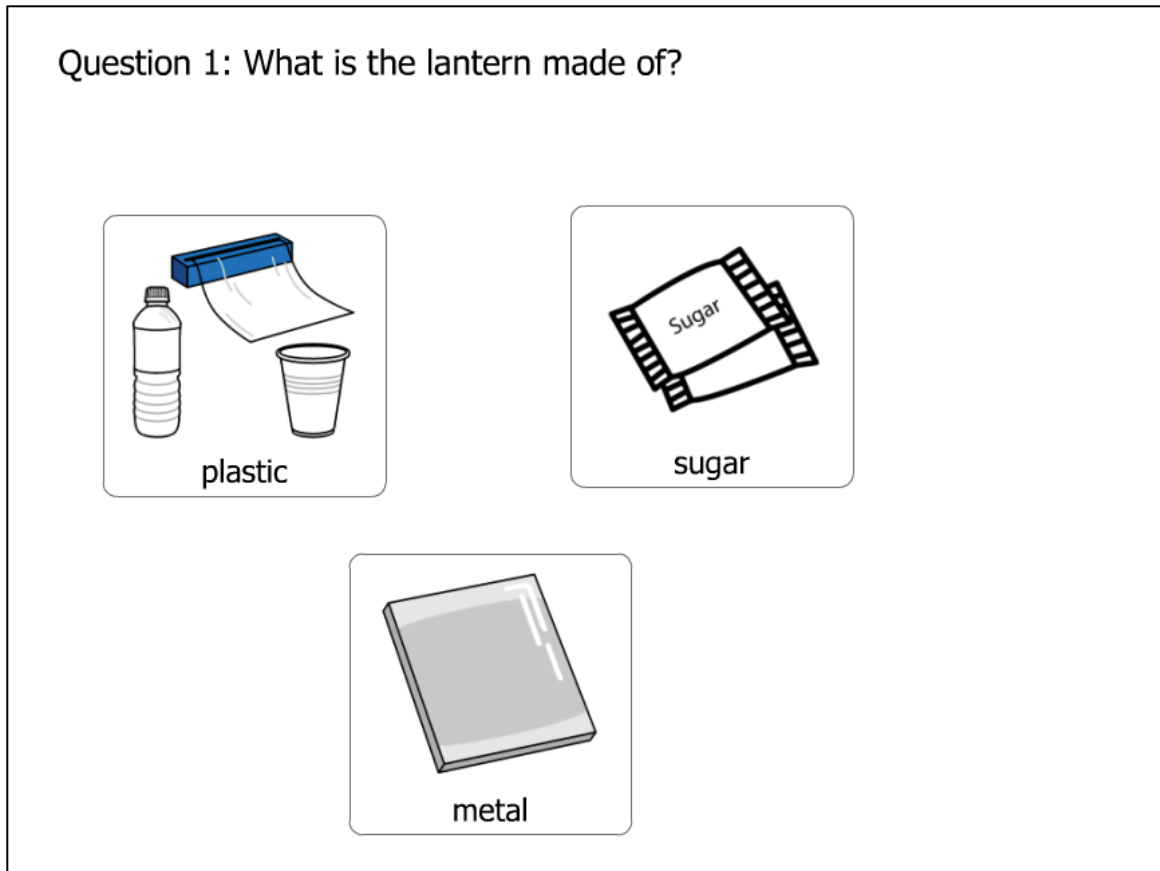 Question 1: What is the lantern made of?
Sugar
plastic
sugar
metal